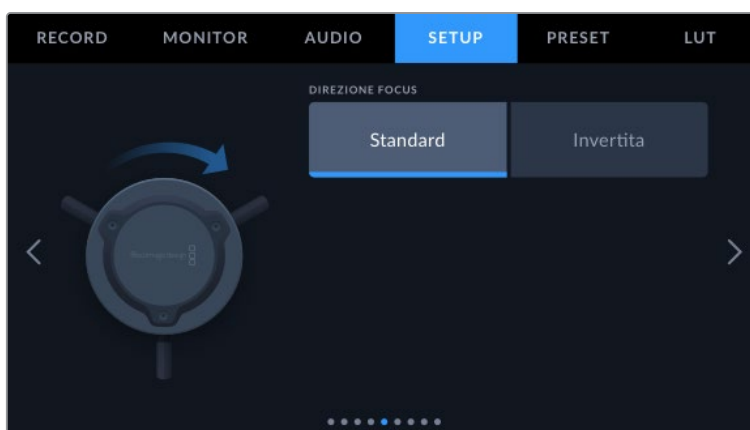 RECORD MONITOR AUDIO SETUP PRESET LUT
DIREZIONE FOCUS
Standard Invertita